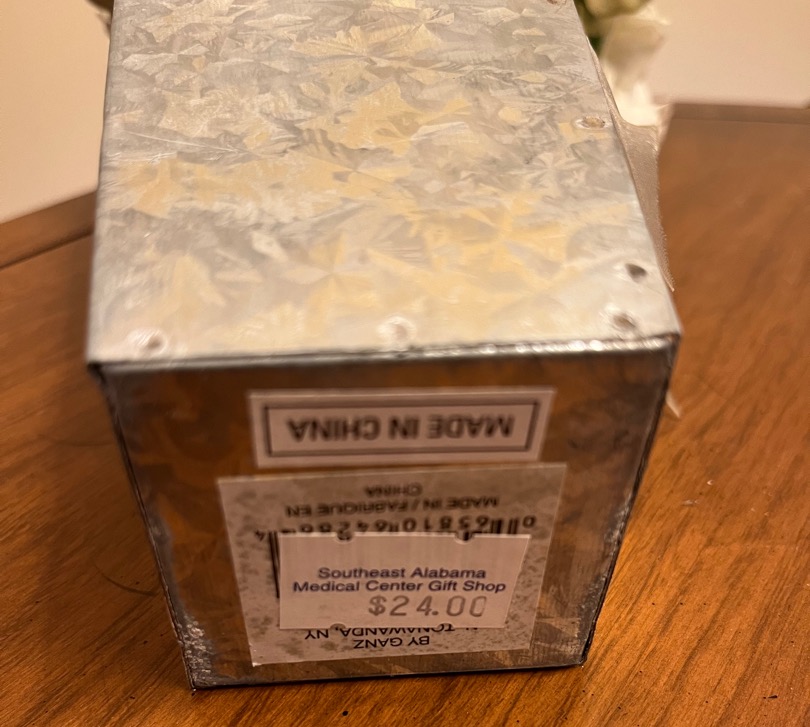 MADE IN CHINA
BY GANZ
TONAWANDA, NY
Southeast Alabama
Medical Center Gift Shop
$24.00
MADE IN / FABRIQUE EN
CHINA